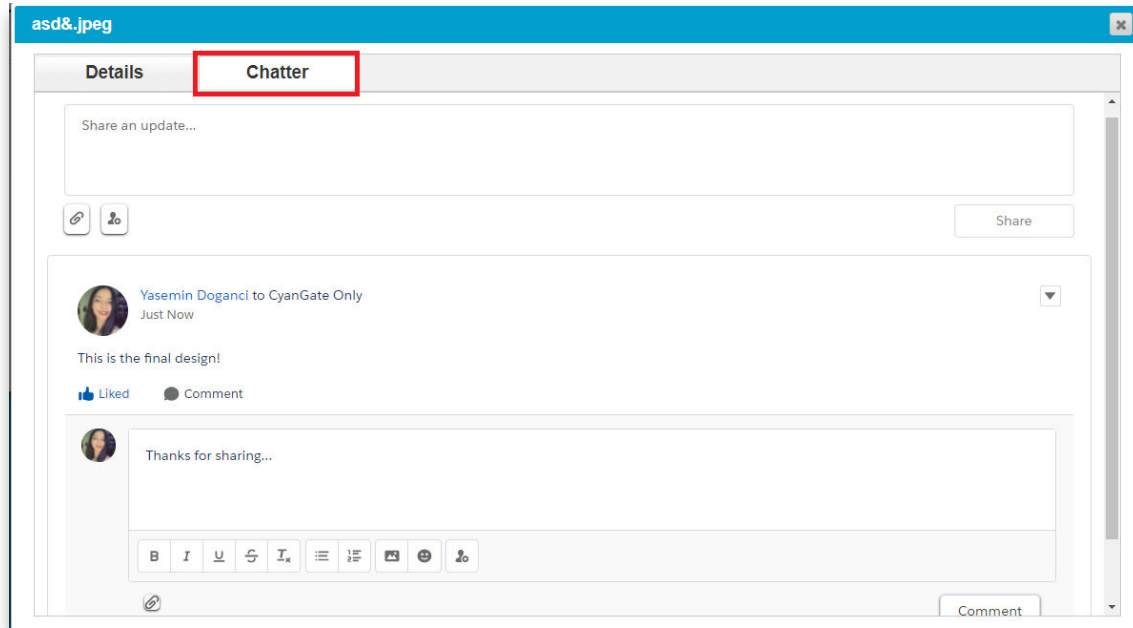 asd&.jpeg
Details
Chatter
Share an update...
Share
Yasemin Doganci to CyanGate Only
Just Now
This is the final design!
Liked
Comment
Thanks for sharing...
B I U S Tx
Comment